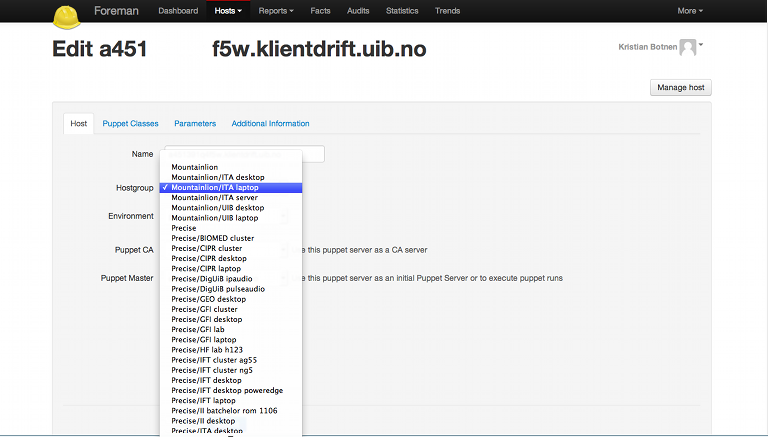 Foreman Dashboard Hosts Reports Facts Audits Statistics Trends More
Edit a451 f5w.klientdrift.uib.no
Kristian Botnen
Manage host
Host Puppet Classes Parameters Additional Information
Name
Hostgroup
Environment
Puppet CA
e this puppet server as a CA server
Puppet Master
e this puppet server as an initial Puppet Server or to execute puppet runs
Mountainlion
Mountainlion/ITA desktop
✓ Mountainlion/ITA laptop
Mountainlion/ITA server
Mountainlion/UIB desktop
Mountainlion/UIB laptop
Precise
Precise/BIOMED cluster
Precise/CIPR cluster
Precise/CIPR desktop
Precise/CIPR laptop
Precise/DigUiB ipaudio
Precise/DigUiB pulseaudio
Precise/GEO desktop
Precise/GFI cluster
Precise/GFI desktop
Precise/GFI lab
Precise/GFI laptop
Precise/HF lab h123
Precise/IFT cluster ag55
Precise/IFT cluster ng5
Precise/IFT desktop
Precise/IFT desktop poweredge
Precise/IFT laptop
Precise/II batchelor rom 1106
Precise/II desktop
Precise/ITA desktop